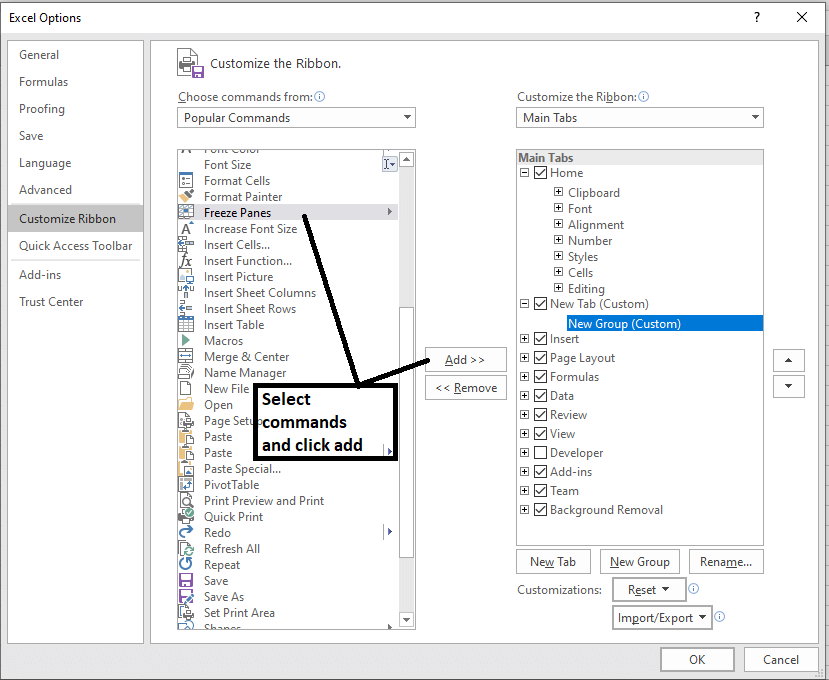 Excel Options
?
General
Formulas
Proofing
Save
Language
Advanced
Customize Ribbon
Quick Access Toolbar
Add-ins
Trust Center
Customize the Ribbon.
Choose commands from:
Popular Commands
Font Color
Font Size
Format Cells
Format Painter
Freeze Panes
Increase Font Size
Insert Cells...
Insert Function...
Insert Picture
Insert Sheet Columns
Insert Sheet Rows
Insert Table
Macros
Merge & Center
Name Manager
New File
Open
Page Setup
Paste
Paste
Paste Special...
PivotTable
Print Preview and Print
Quick Print
Redo
Refresh All
Repeat
Save
Save As
Set Print Area
Shapes
Select
commands
and click add
Add >>
<< Remove
Customize the Ribbon:
Main Tabs
Main Tabs
Home
Clipboard
Font
Alignment
Number
Styles
Cells
Editing
New Tab (Custom)
New Group (Custom)
Insert
Page Layout
Formulas
Data
Review
View
Developer
Add-ins
Team
Background Removal
New Tab
New Group
Rename...
Customizations:
Reset
Import/Export
OK
Cancel